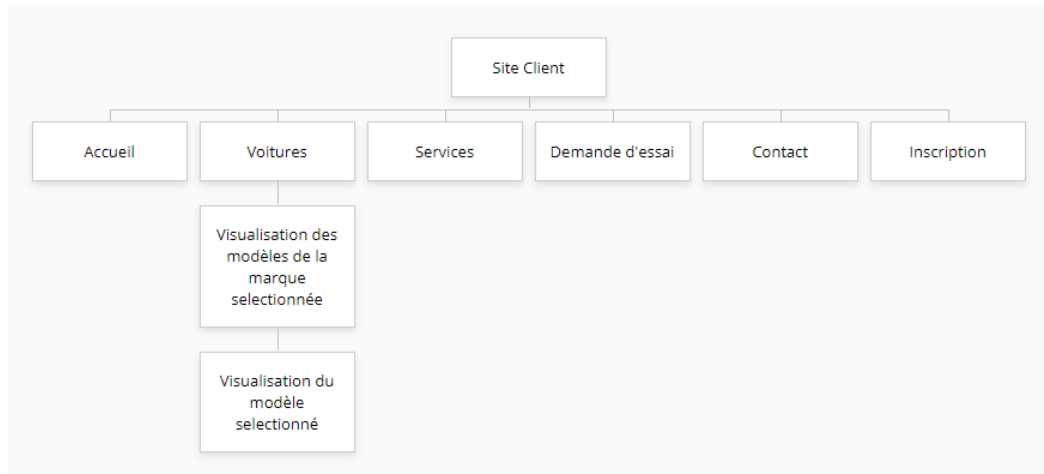 Site Client
Accueil
Voitures
Services
Demande d'essai
Contact
Inscription
Visualisation des
modèles de la
marque
selectionnée
Visualisation du
modèle
selectionné